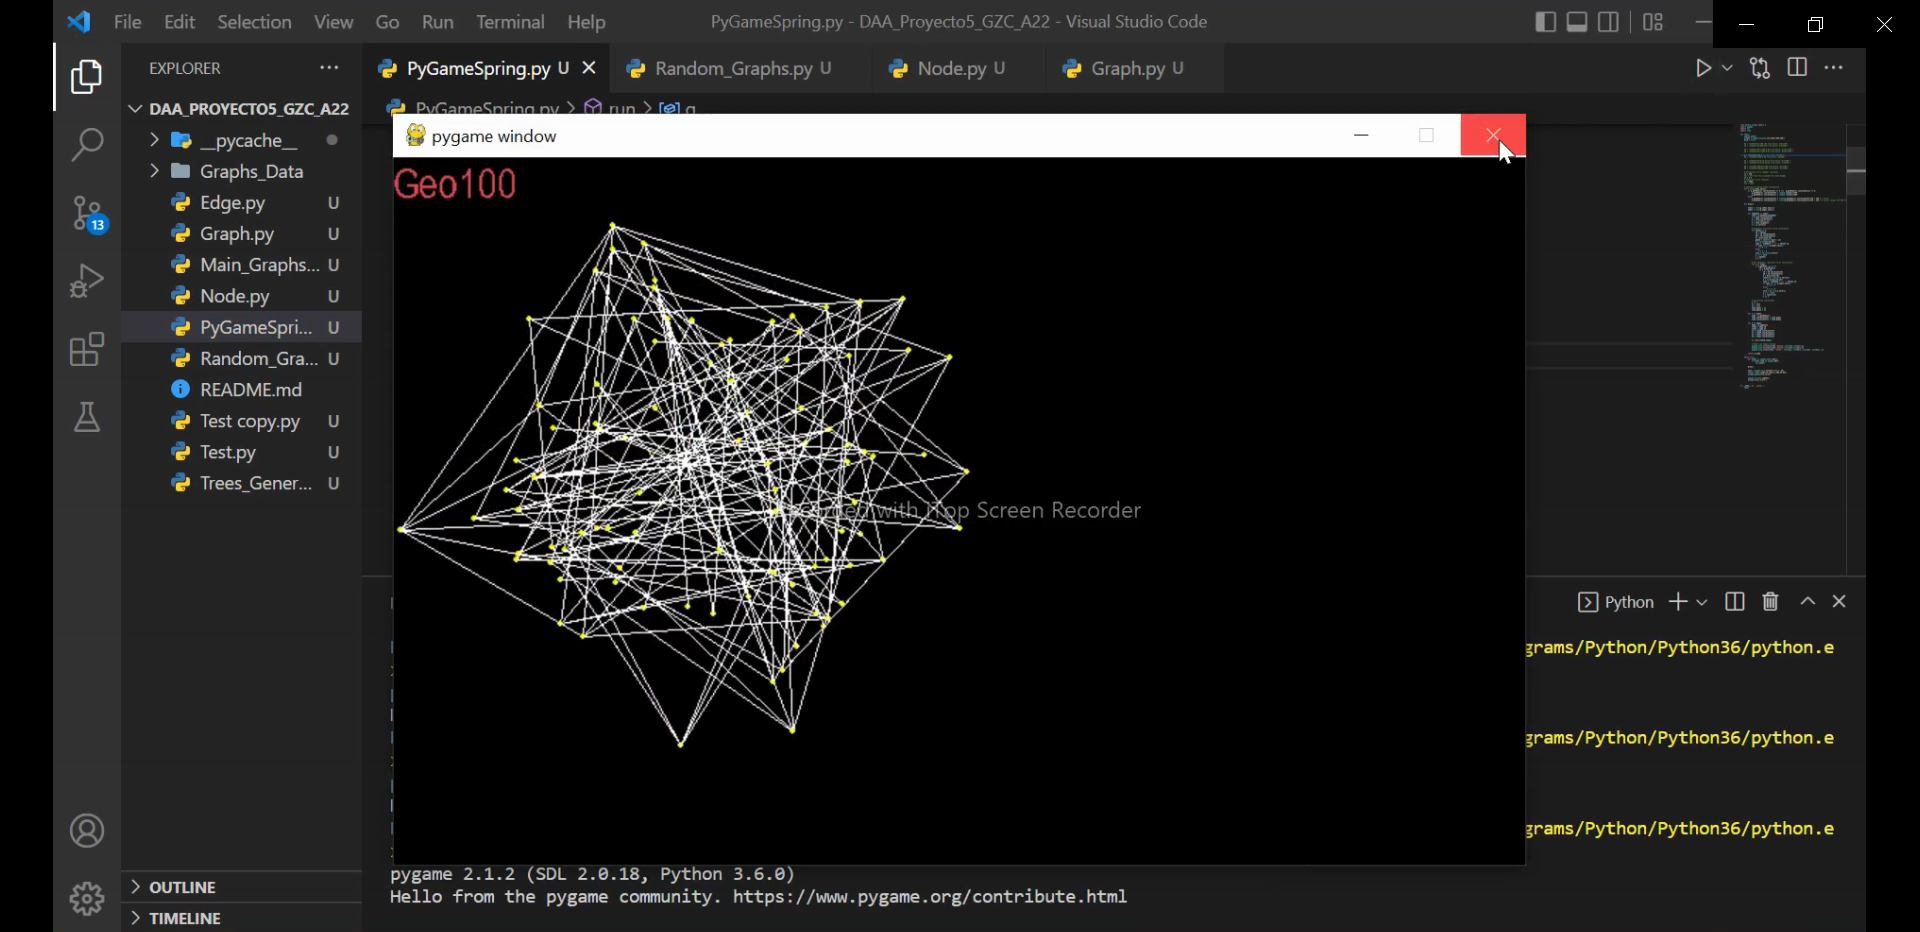 File Edit Selection View Go Run Terminal Help PyGameSpring.py - DAA_Proyecto5_GZC_A22 - Visual Studio Code
EXPLORER ···
PyGameSpring.py U Random_Graphs.py U Node.py U Graph.py U
DAA_PROYECTO5_GZC_A22
PyGameSpring.py > run >
__pycache__
Graphs_Data
Edge.py U
Graph.py U
Main_Graphs... U
Node.py U
PyGameSpri... U
Random_Gra... U
README.md
Test copy.py U
Test.py U
Trees_Gener... U
13
OUTLINE
TIMELINE
pygame window
Geo100
with iTop Screen Recorder
Python
grams/Python/Python36/python.e
grams/Python/Python36/python.e
grams/Python/Python36/python.e
pygame 2.1.2 (SDL 2.0.18, Python 3.6.0)
Hello from the pygame community. https://www.pygame.org/contribute.html